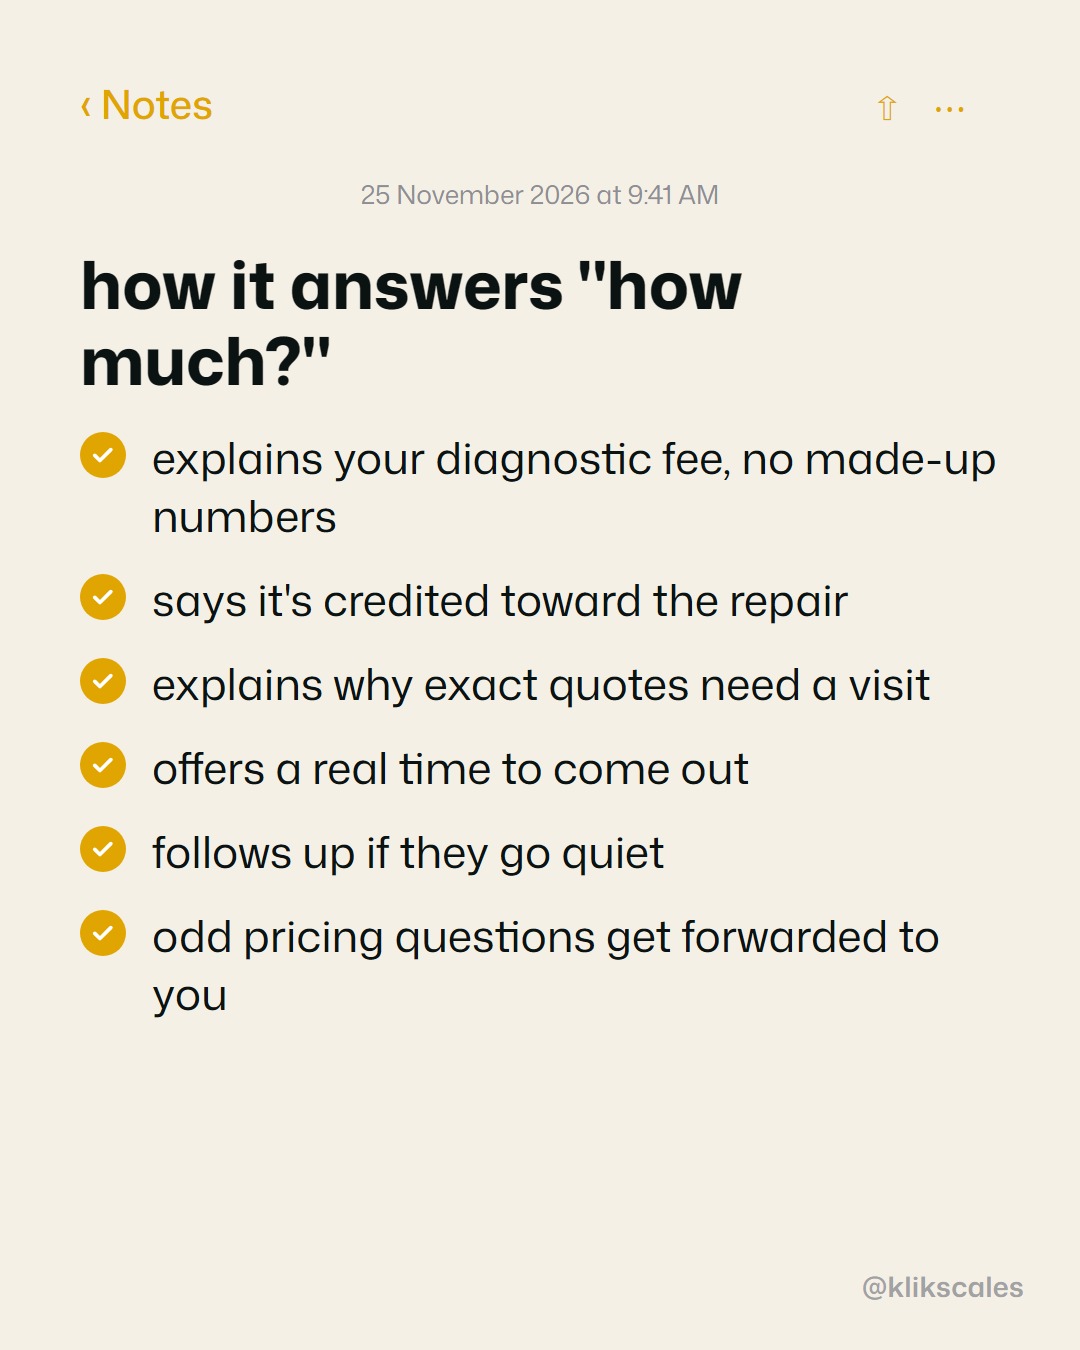 ‹ Notes ⇧ ...
25 November 2026 at 9:41 AM
how it answers "how
much?"
explains your diagnostic fee, no made-up
numbers
says it's credited toward the repair
explains why exact quotes need a visit
offers a real time to come out
follows up if they go quiet
odd pricing questions get forwarded to
you
@klikscales